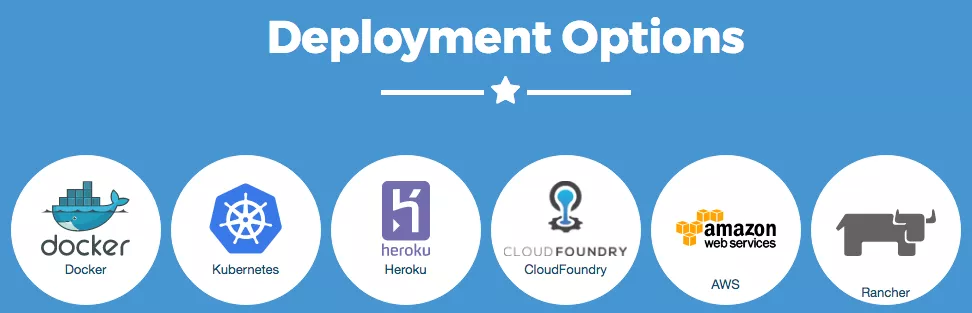 Deployment Options
docker
Docker
Kubernetes
heroku
Heroku
CLOUDFOUNDRY
CloudFoundry
amazon
web services
AWS
Rancher